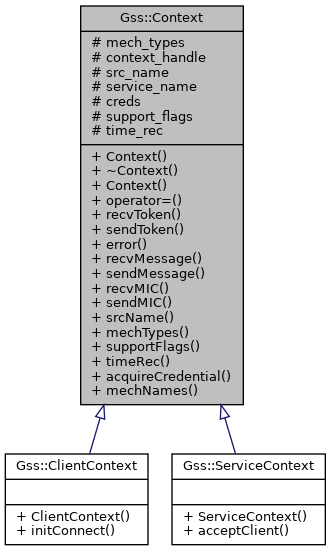 Gss::Context
# mech_types
# context_handle
# src_name
# service_name
# creds
# support_flags
# time_rec
+ Context()
+ ~Context()
+ Context()
+ operator=()
+ recvToken()
+ sendToken()
+ error()
+ recvMessage()
+ sendMessage()
+ recvMIC()
+ sendMIC()
+ srcName()
+ mechTypes()
+ supportFlags()
+ timeRec()
+ acquireCredential()
+ mechNames()
Gss::ClientContext
+ ClientContext()
+ initConnect()
Gss::ServiceContext
+ ServiceContext()
+ acceptClient()